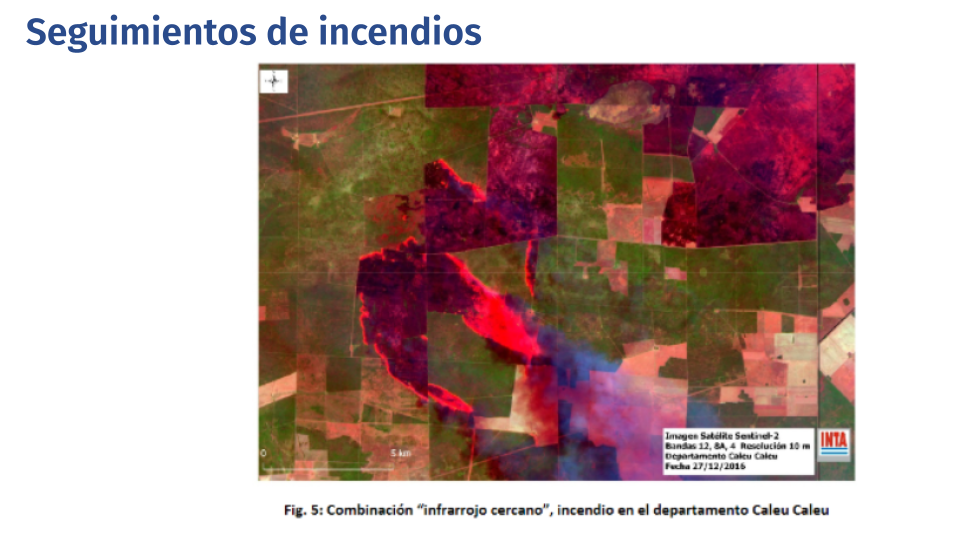 Seguimientos de incendios
0
5 km
Imagen Satélite Sentinel-2
Bandas 12, 8A, 4 Resolución 10 m
Departamento Caleu Caleu
Fecha 27/12/2016
INTA
Fig. 5: Combinación “infrarrojo cercano”, incendio en el departamento Caleu Caleu